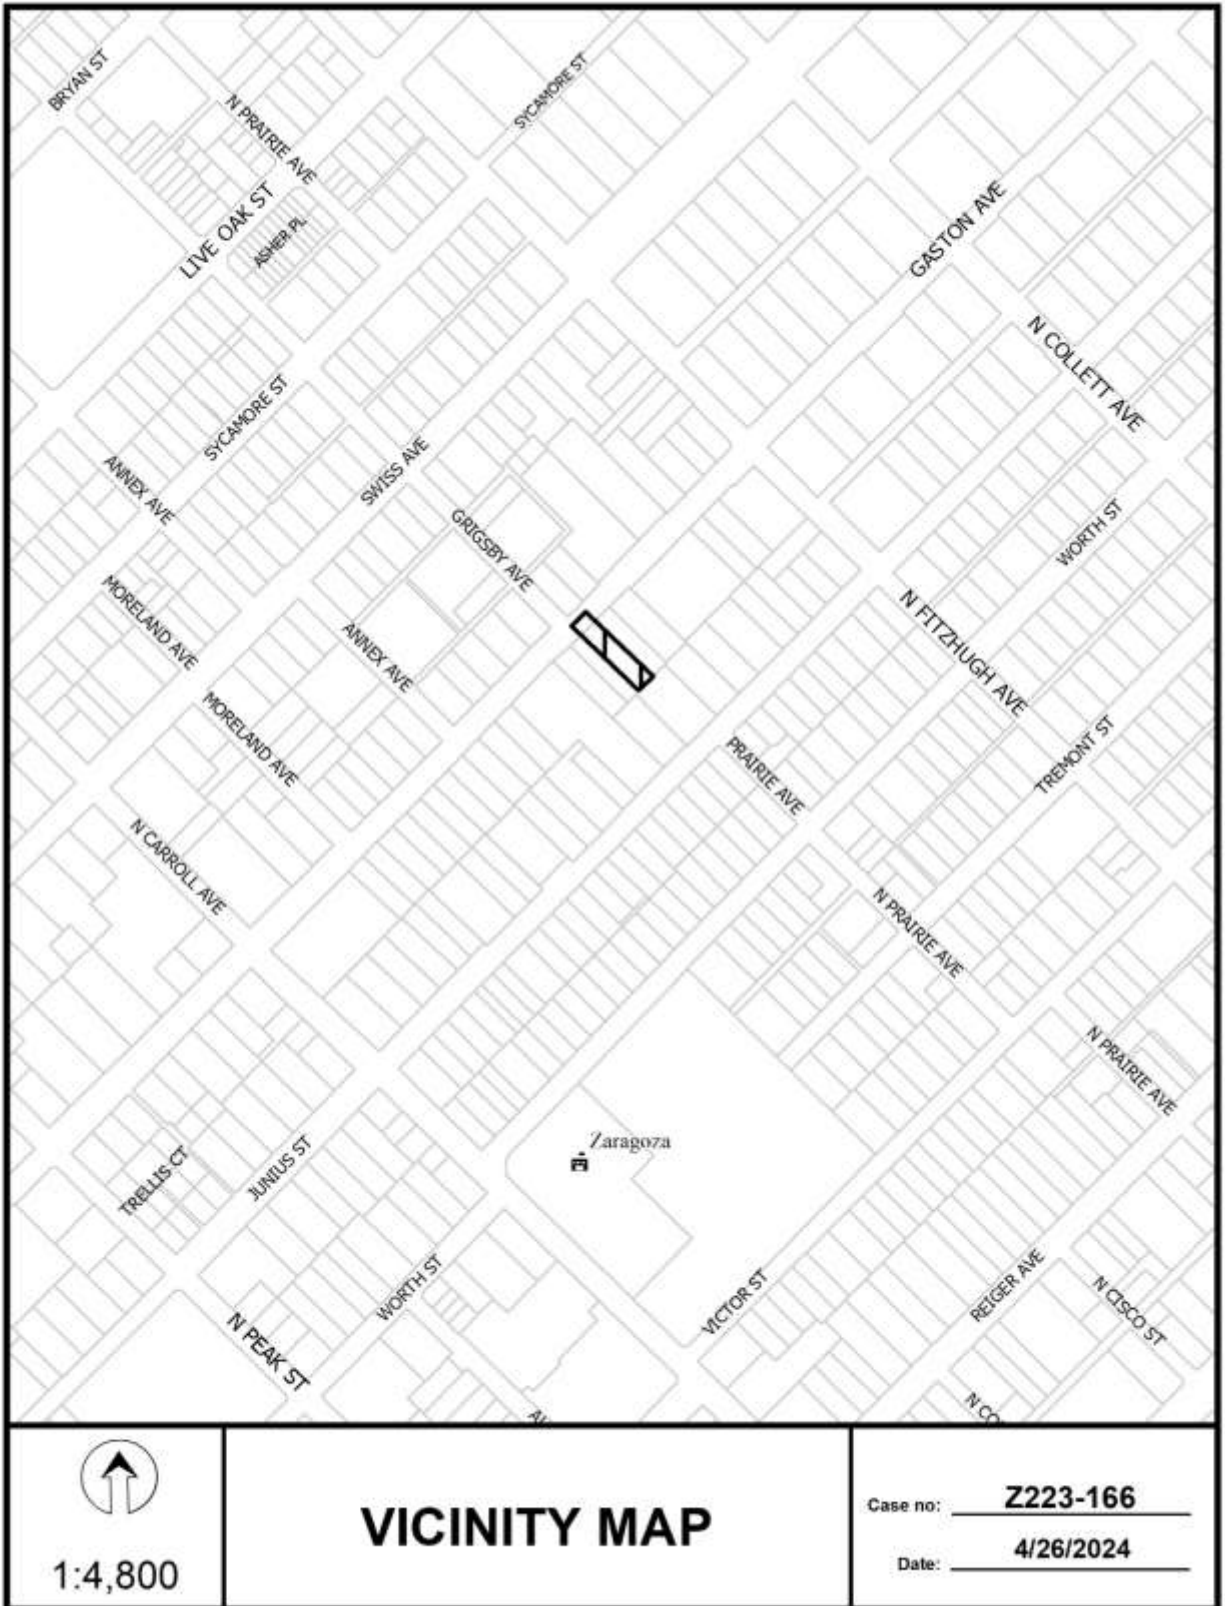 BRYAN ST
SYCAMORE ST
N PRAIRIE AVE
LIVE OAK ST
ASHER PL
GASTON AVE
N COLLETT AVE
SYCAMORE ST
SWISS AVE
ANNEX AVE
GRIGSBY AVE
WORTH ST
MORELAND AVE
ANNEX AVE
N FITZHUGH AVE
MORELAND AVE
PRAIRIE AVE
TREMONT ST
N CARROLL AVE
N PRAIRIE AVE
N PRAIRIE AVE
Zaragoza
TRELLIS CT
JUNIUS ST
WORTH ST
VICTOR ST
REIGER AVE
N CISCO ST
N PEAK ST
N CO
1:4,800
VICINITY MAP
Case no: Z223-166
Date: 4/26/2024